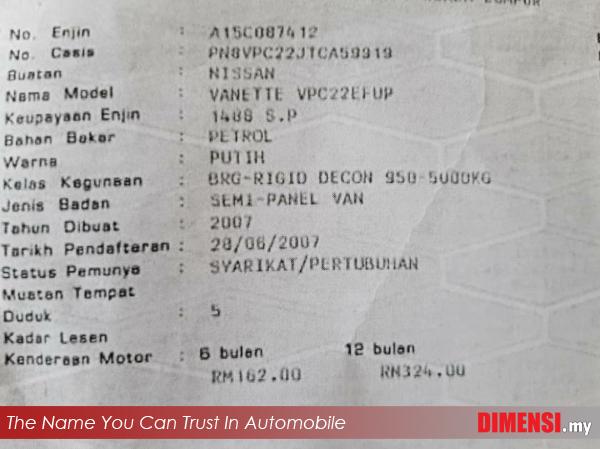 No. Enjin : A15C087412
No. Casis : PN8VPC22JTCA59919
Buatan : NISSAN
Nama Model : VANETTE VPC22EFUP
Keupayaan Enjin : 1488 S.P
Bahan Bakar : PETROL
Warna : PUTIH
Kelas Kegunaan : BRG-RIGID DECON 950-5000KG
Jenis Badan : SEMI-PANEL VAN
Tahun Dibuat : 2007
Tarikh Pendaftaran : 28/06/2007
Status Pemunya : SYARIKAT/PERTUBUHAN
Muatan Tempat
Duduk : 5
Kadar Lesen
Kenderaan Motor : 6 bulan 12 bulan
RM162.00 RM324.00
The Name You Can Trust In Automobile
DIMENSI.my